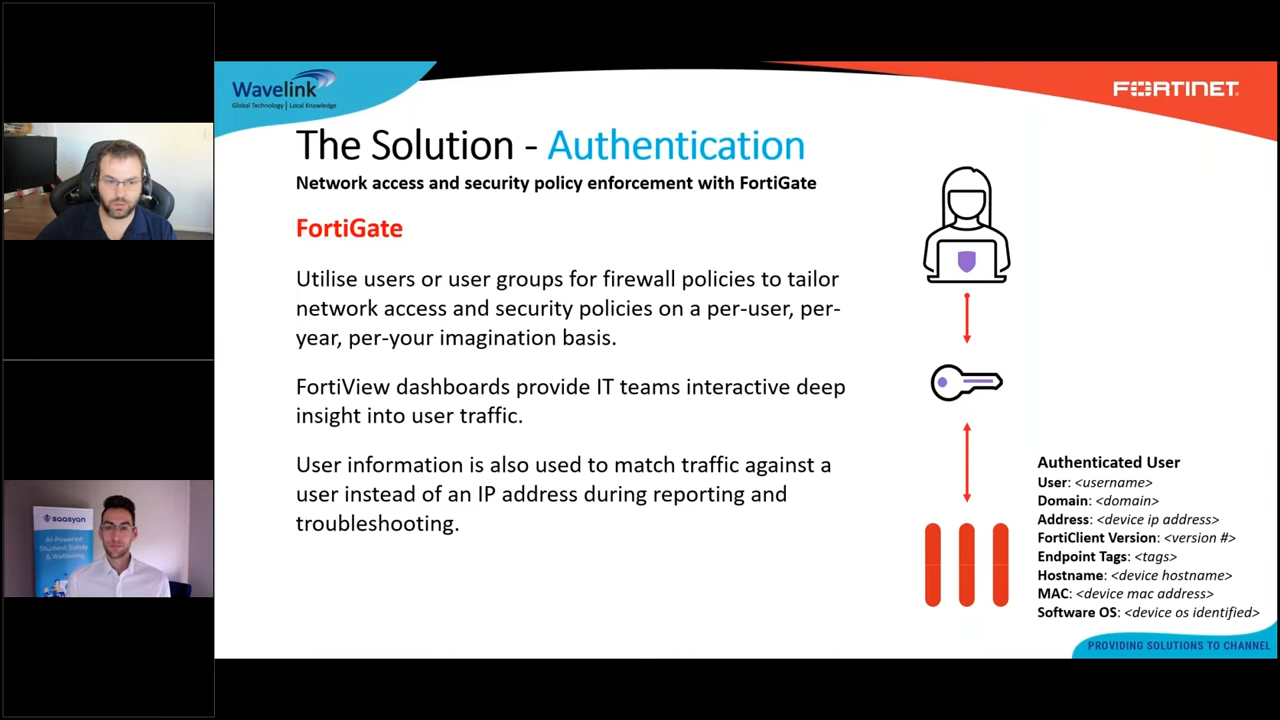 Wavelink
Global Technology | Local Knowledge
FORTINET
The Solution - Authentication
Network access and security policy enforcement with FortiGate
FortiGate
Utilise users or user groups for firewall policies to tailor
network access and security policies on a per-user, per-
year, per-your imagination basis.
FortiView dashboards provide IT teams interactive deep
insight into user traffic.
User information is also used to match traffic against a
user instead of an IP address during reporting and
troubleshooting.
Authenticated User
User: <username>
Domain: <domain>
Address: <device ip address>
FortiClient Version: <version #>
Endpoint Tags: <tags>
Hostname: <device hostname>
MAC: <device mac address>
Software OS: <device os identified>
PROVIDING SOLUTIONS TO CHANNEL
saasyan
AI-Powered
Student Safety
& Wellbeing